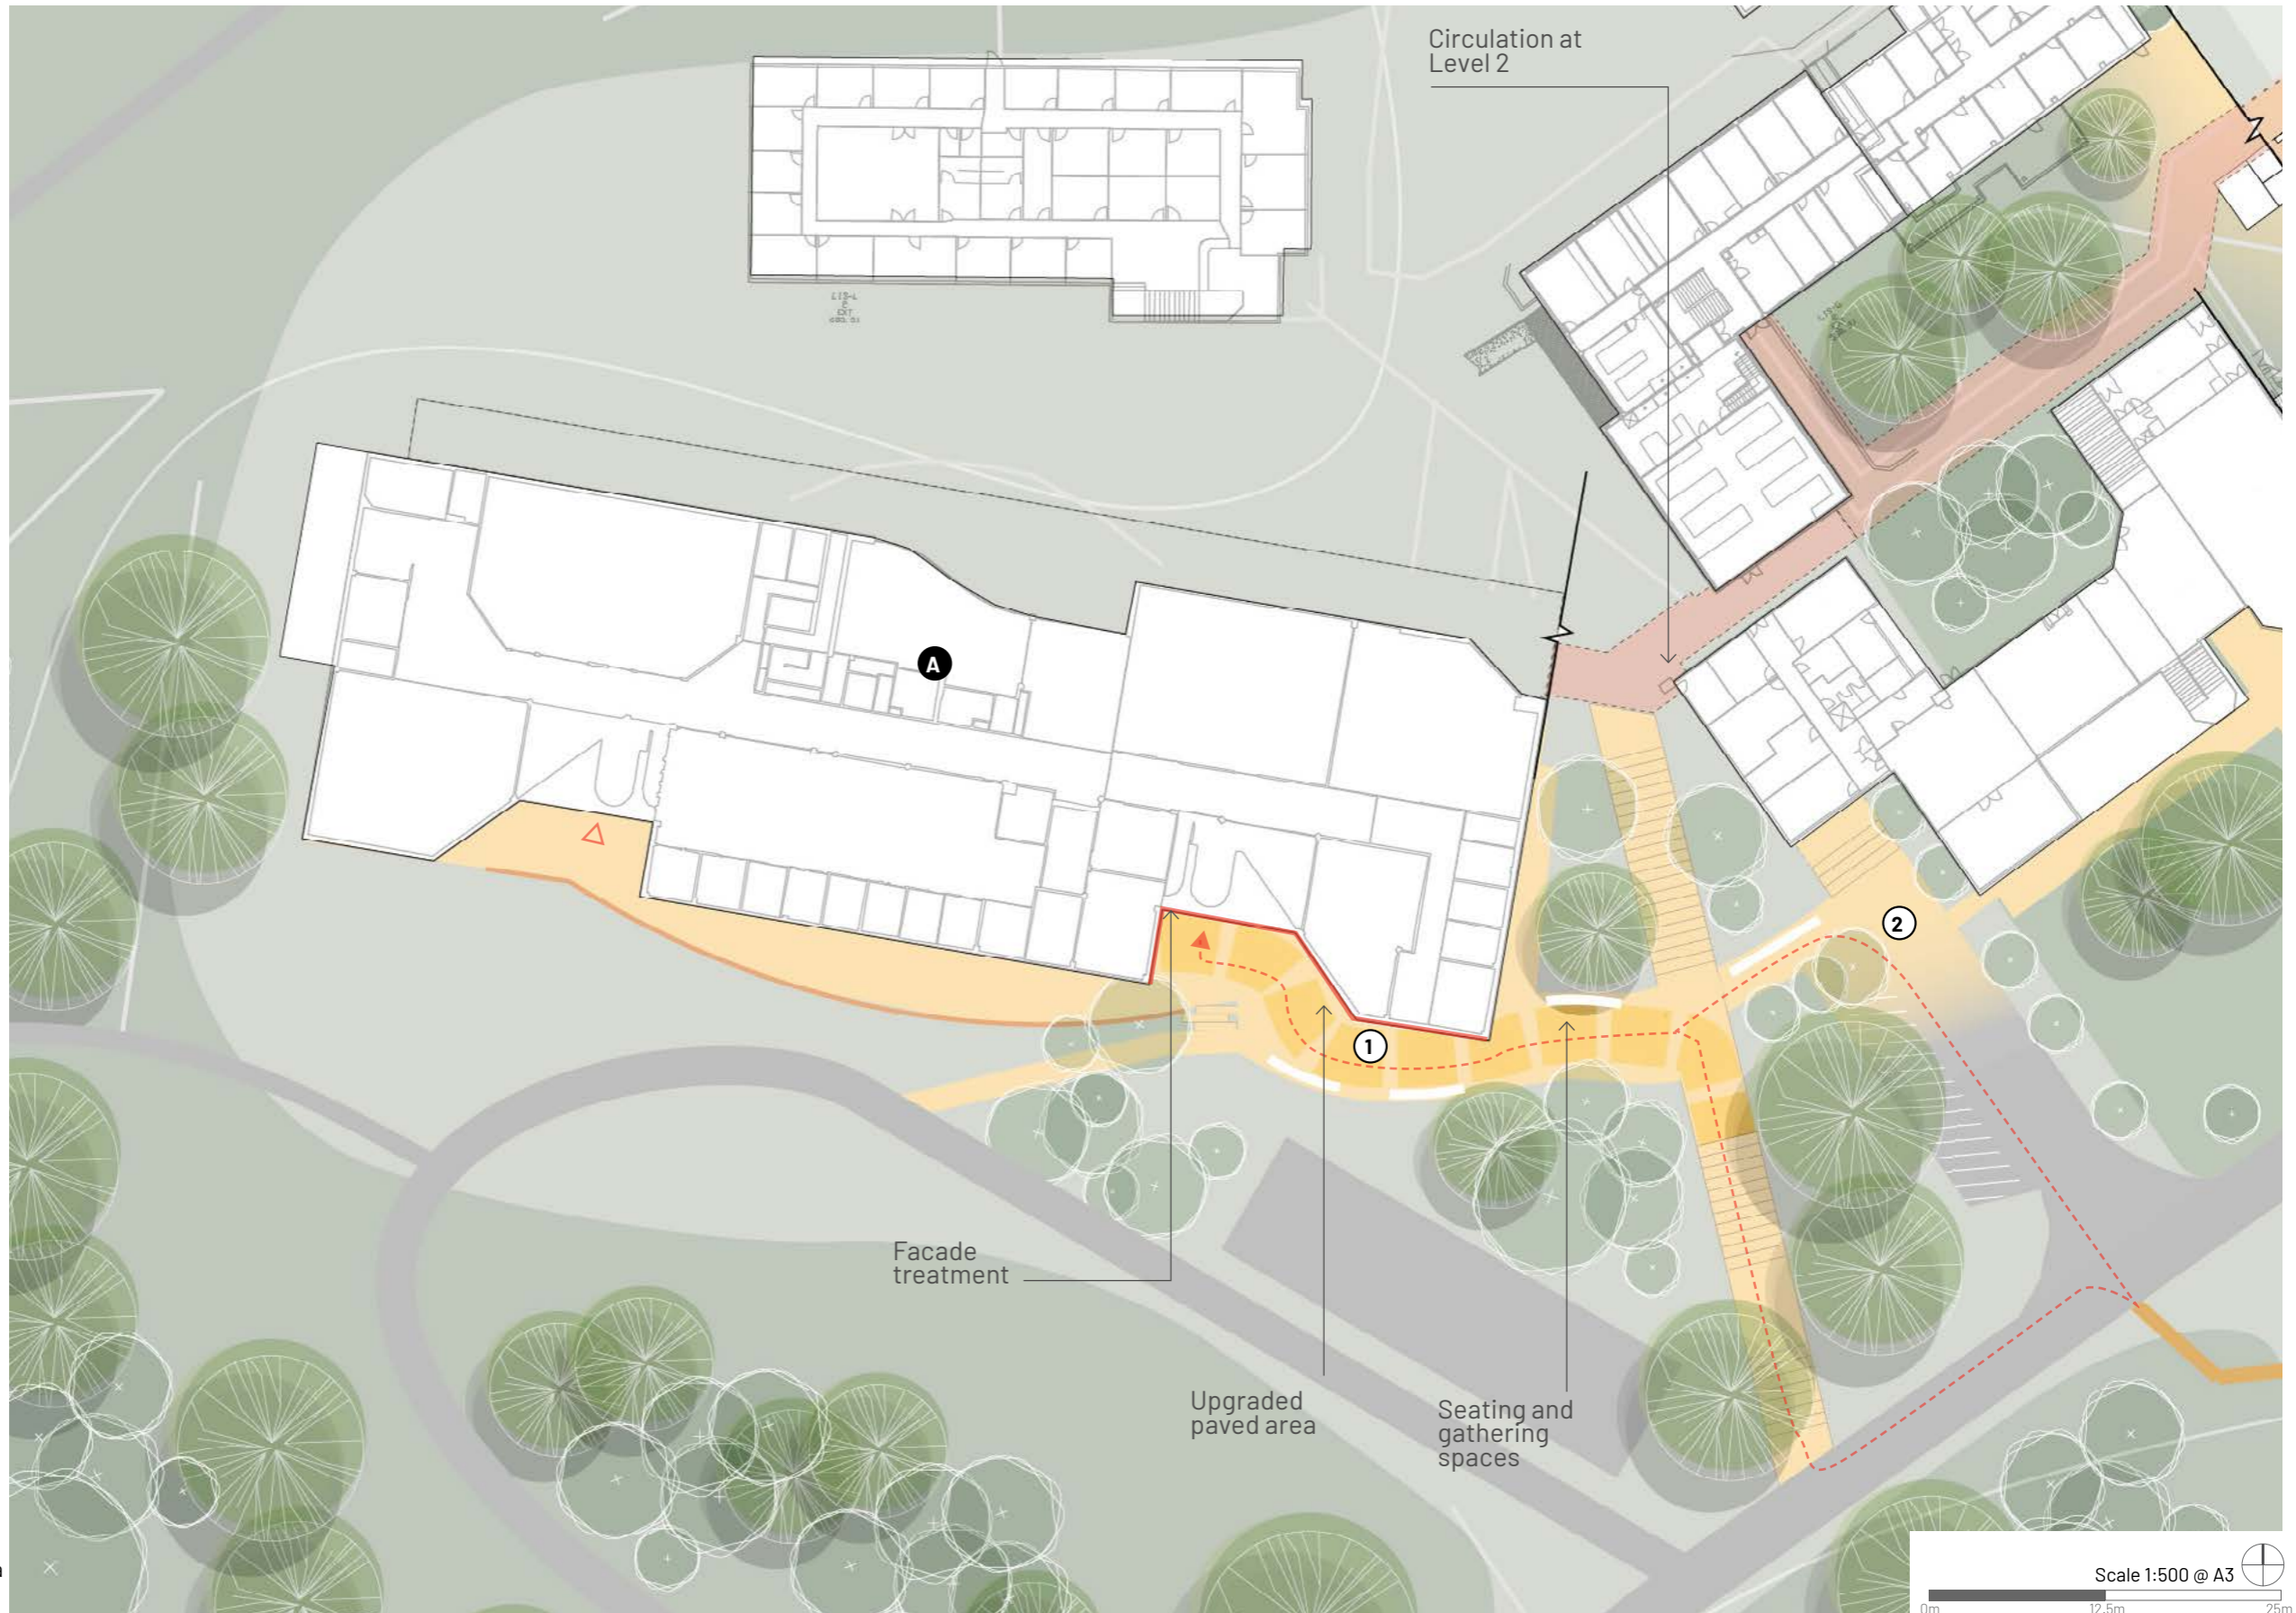 Circulation at
Level 2
A
2
1
Facade
treatment
Upgraded
paved area
Seating and
gathering
spaces
Scale 1:500 @ A3
0m 12.5m 25m